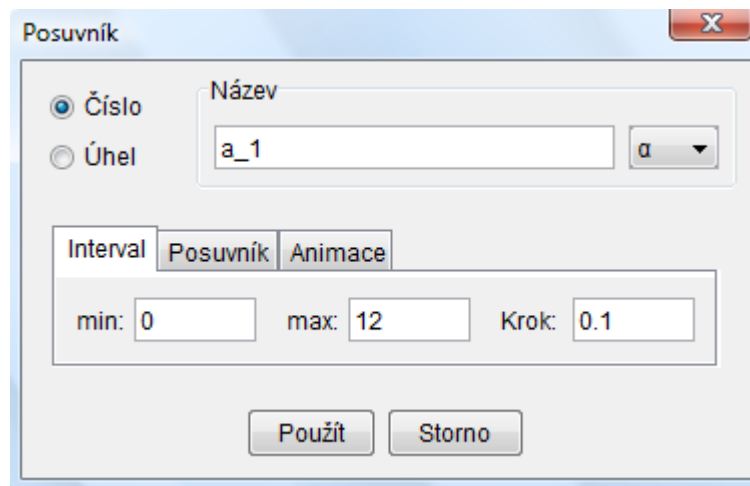 Posuvník
Číslo
Úhel
Název
a_1
α
Interval Posuvník Animace
min: 0 max: 12 Krok: 0.1
Použít Storno